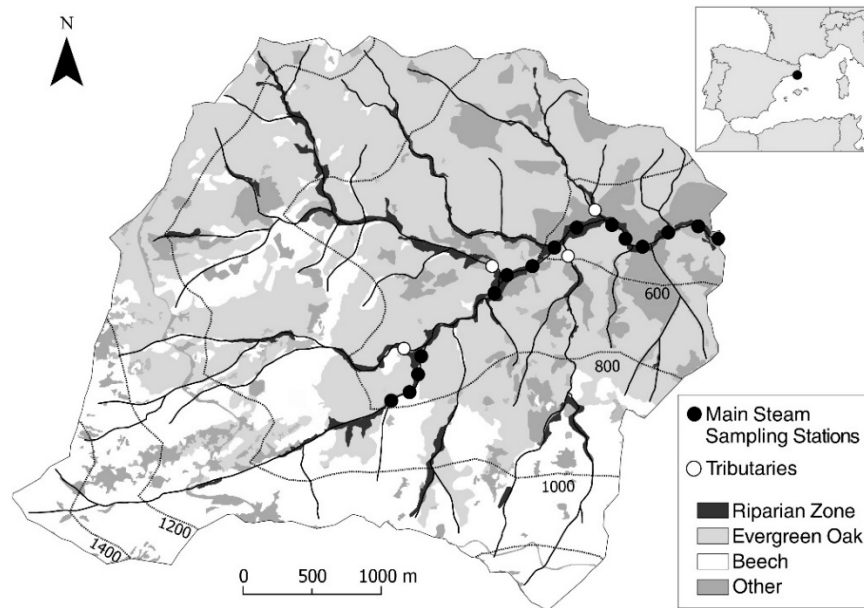 N
600
800
1000
1200
1400
0 500 1000 m
Main Steam
Sampling Stations
Tributaries
Riparian Zone
Evergreen Oak
Beech
Other